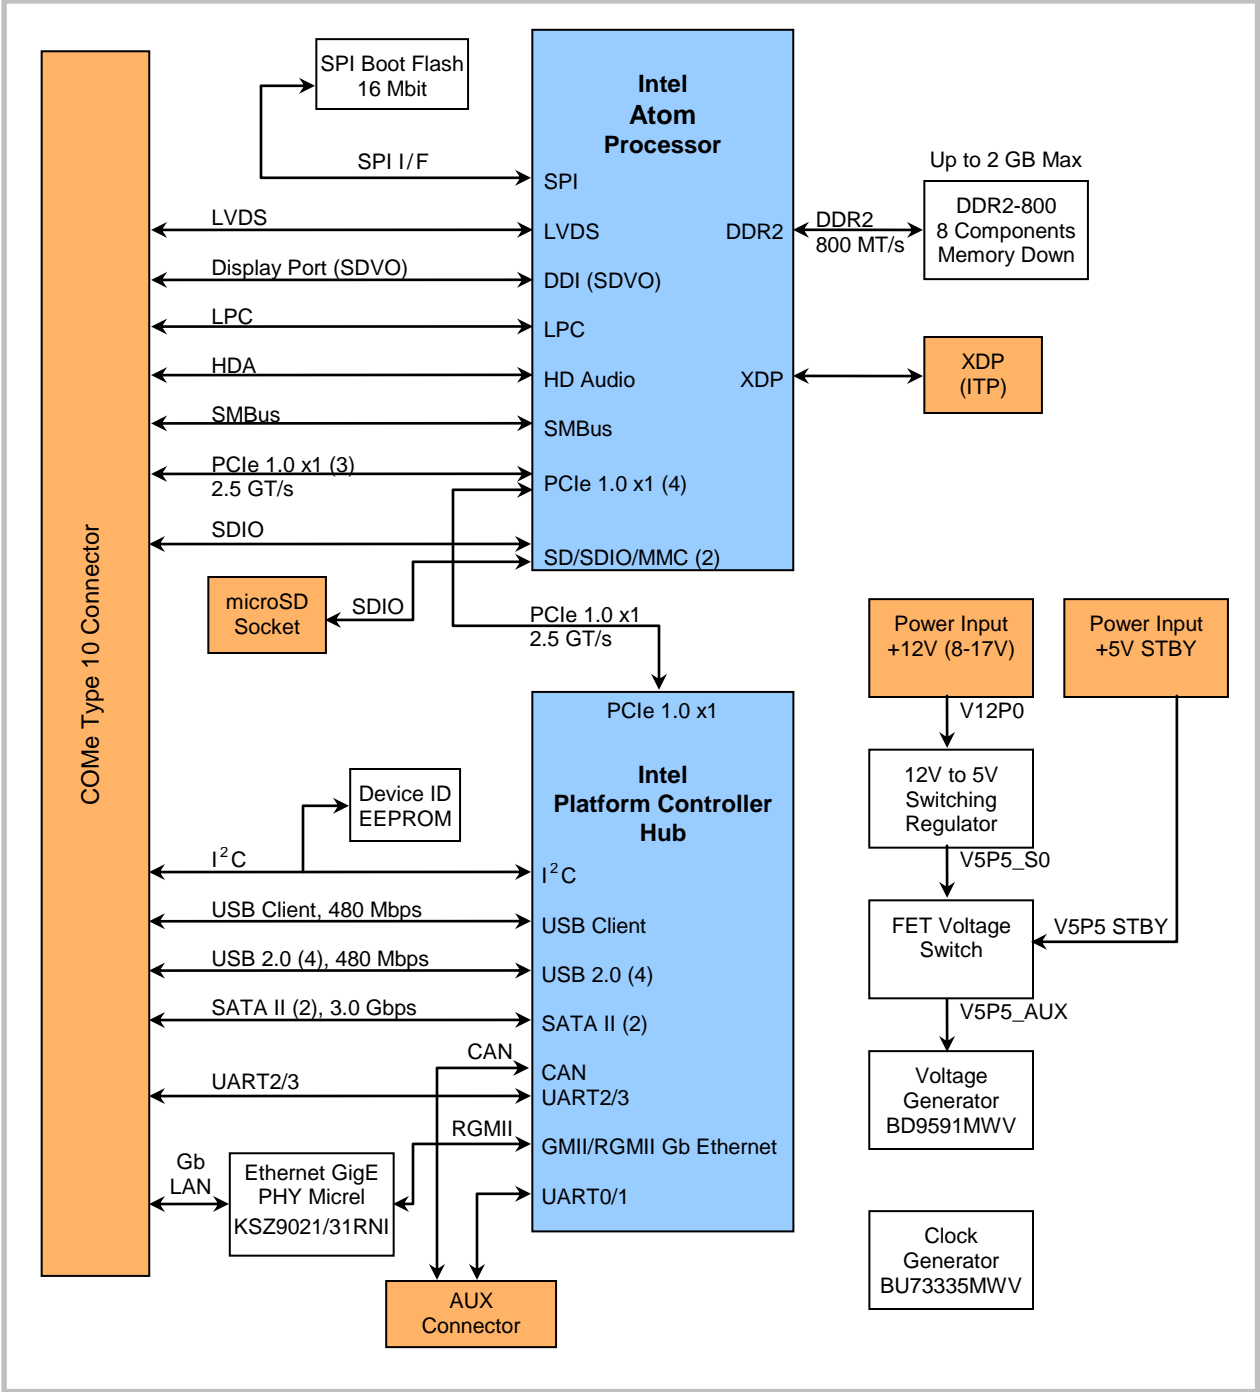 SPI Boot Flash
16 Mbit
Intel
Atom
Processor
SPI I/F
SPI
Up to 2 GB Max
DDR2-800
8 Components
Memory Down
LVDS
LVDS
DDR2
DDR2
800 MT/s
Display Port (SDVO)
DDI (SDVO)
LPC
LPC
HDA
HD Audio
XDP
XDP
(ITP)
SMBus
SMBus
PCIe 1.0 x1 (3)
2.5 GT/s
PCIe 1.0 x1 (4)
SDIO
SD/SDIO/MMC (2)
microSD
Socket
SDIO
PCIe 1.0 x1
2.5 GT/s
COMe Type 10 Connector
Power Input
+12V (8-17V)
Power Input
+5V STBY
PCIe 1.0 x1
V12P0
Intel
Platform Controller
Hub
12V to 5V
Switching
Regulator
Device ID
EEPROM
V5P5_S0
I²C
I²C
USB Client, 480 Mbps
USB Client
FET Voltage
Switch
V5P5 STBY
USB 2.0 (4), 480 Mbps
USB 2.0 (4)
SATA II (2), 3.0 Gbps
SATA II (2)
V5P5_AUX
CAN
CAN
UART2/3
UART2/3
Voltage
Generator
BD9591MWV
RGMII
GMII/RGMII Gb Ethernet
Gb
LAN
Ethernet GigE
PHY Micrel
KSZ9021/31RNI
UART0/1
Clock
Generator
BU73335MWV
AUX
Connector